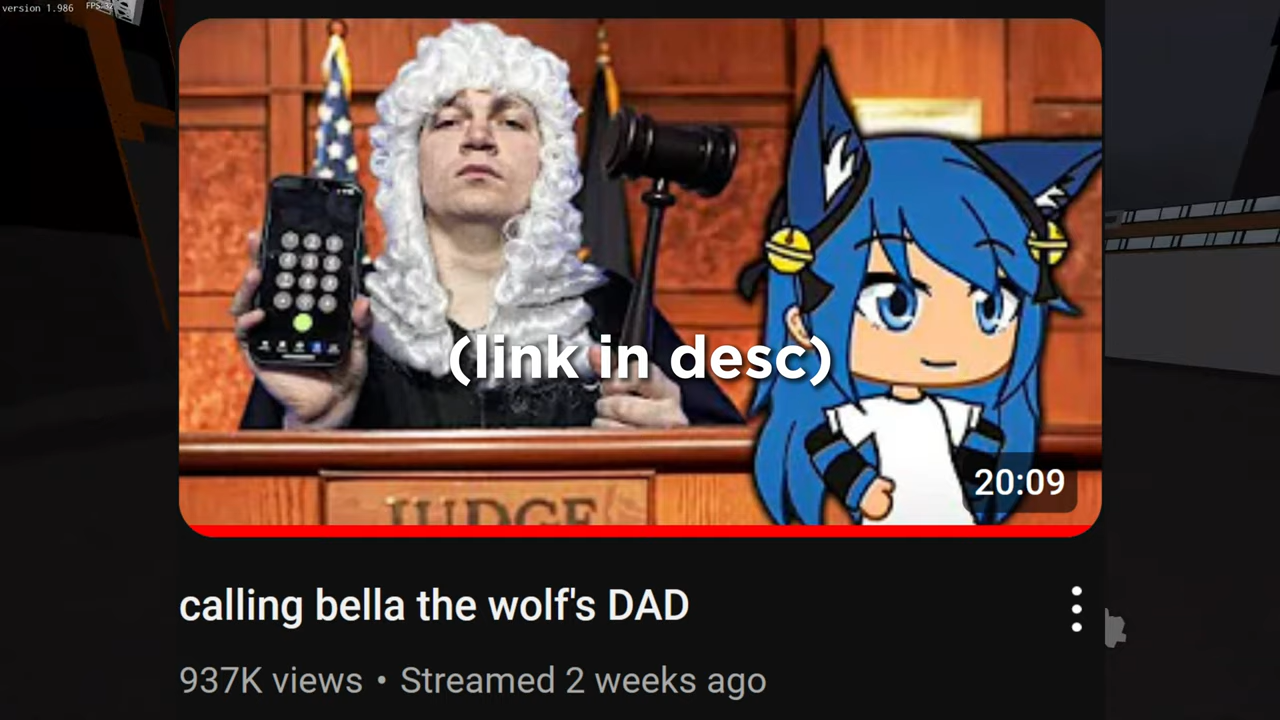 version 1.986 FPS
JUDGE
(link in desc)
20:09
calling bella the wolf's DAD
937K views • Streamed 2 weeks ago